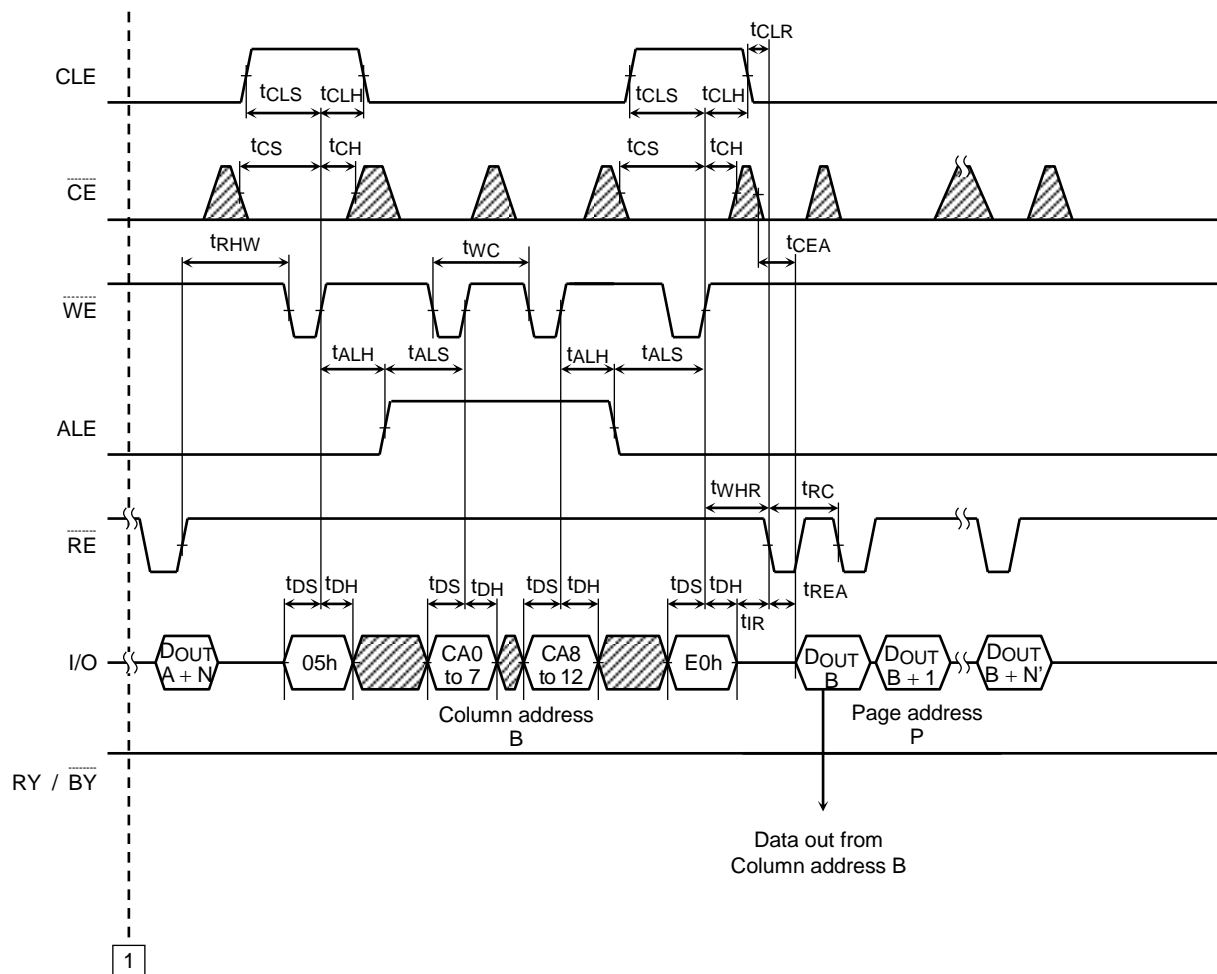 tCLR
CLE
tCLS tCLH tCLS tCLH
tCS tCH tCS tCH
CE
tRHW tWC tCEA
WE
tALH tALS tALH tALS
ALE
tWHR tRC
RE
tDS tDH tDS tDH tDS tDH tDS tDH tREA
tIR
I/O
DOUT
A + N
05h
CA0
to 7
CA8
to 12
E0h
DOUT
B
DOUT
B + 1
DOUT
B + N’
Column address
B
Page address
P
RY / BY
Data out from
Column address B
1